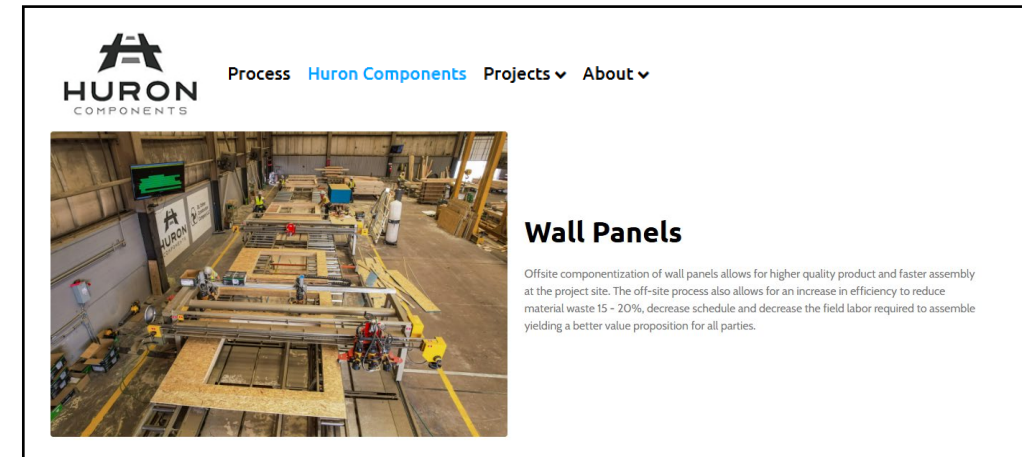 HURON
COMPONENTS
Process Huron Components Projects About
HURON
Wall Panels
Offsite componentization of wall panels allows for higher quality product and faster assembly
at the project site. The off-site process also allows for an increase in efficiency to reduce
material waste 15 - 20%, decrease schedule and decrease the field labor required to assemble
yielding a better value proposition for all parties.